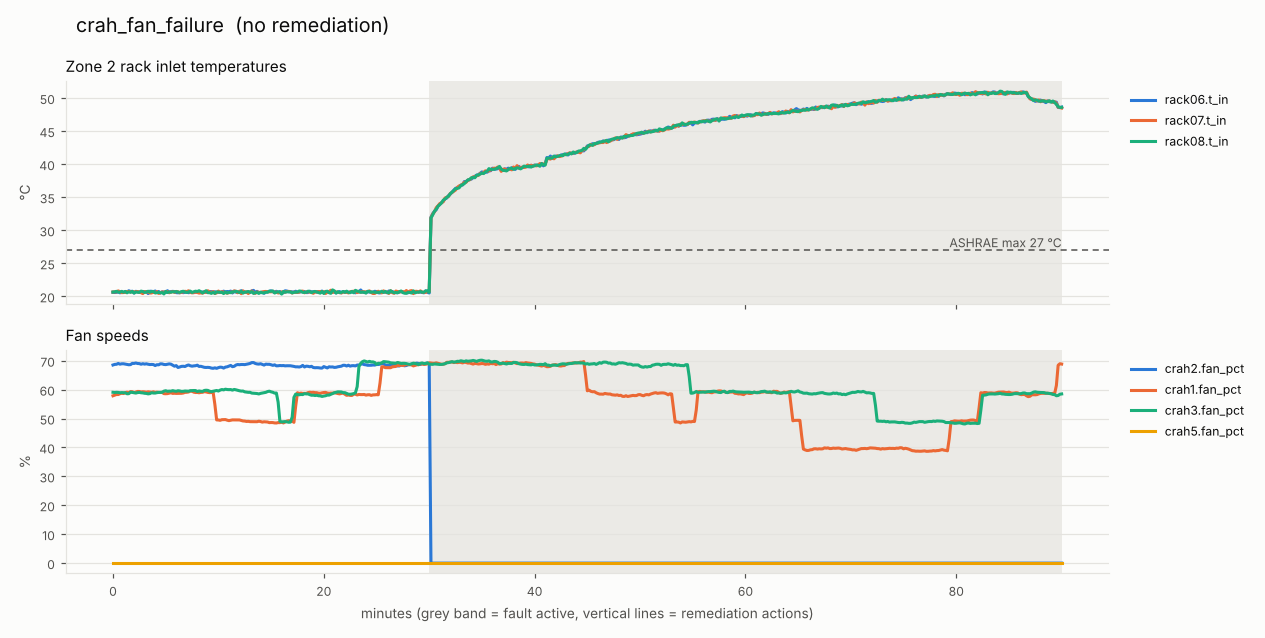 crah_fan_failure  (no remediation)
Zone 2 rack inlet temperatures
50
45
40
35
30
25
20
°C
ASHRAE max 27 °C
rack06.t_in
rack07.t_in
rack08.t_in
Fan speeds
70
60
50
40
30
20
10
0
%
crah2.fan_pct
crah1.fan_pct
crah3.fan_pct
crah5.fan_pct
0 20 40 60 80
minutes (grey band = fault active, vertical lines = remediation actions)